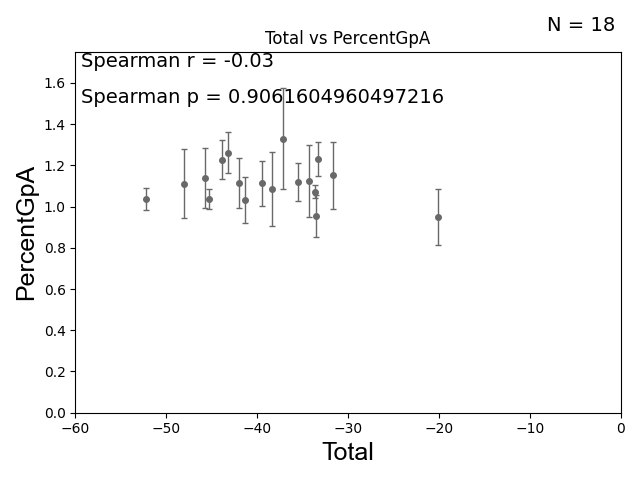 N = 18
Total vs PercentGpA
Spearman r = -0.03
Spearman p = 0.9061604960497216
PercentGpA
1.6
1.4
1.2
1.0
0.8
0.6
0.4
0.2
0.0
−60 −50 −40 −30 −20 −10 0
Total